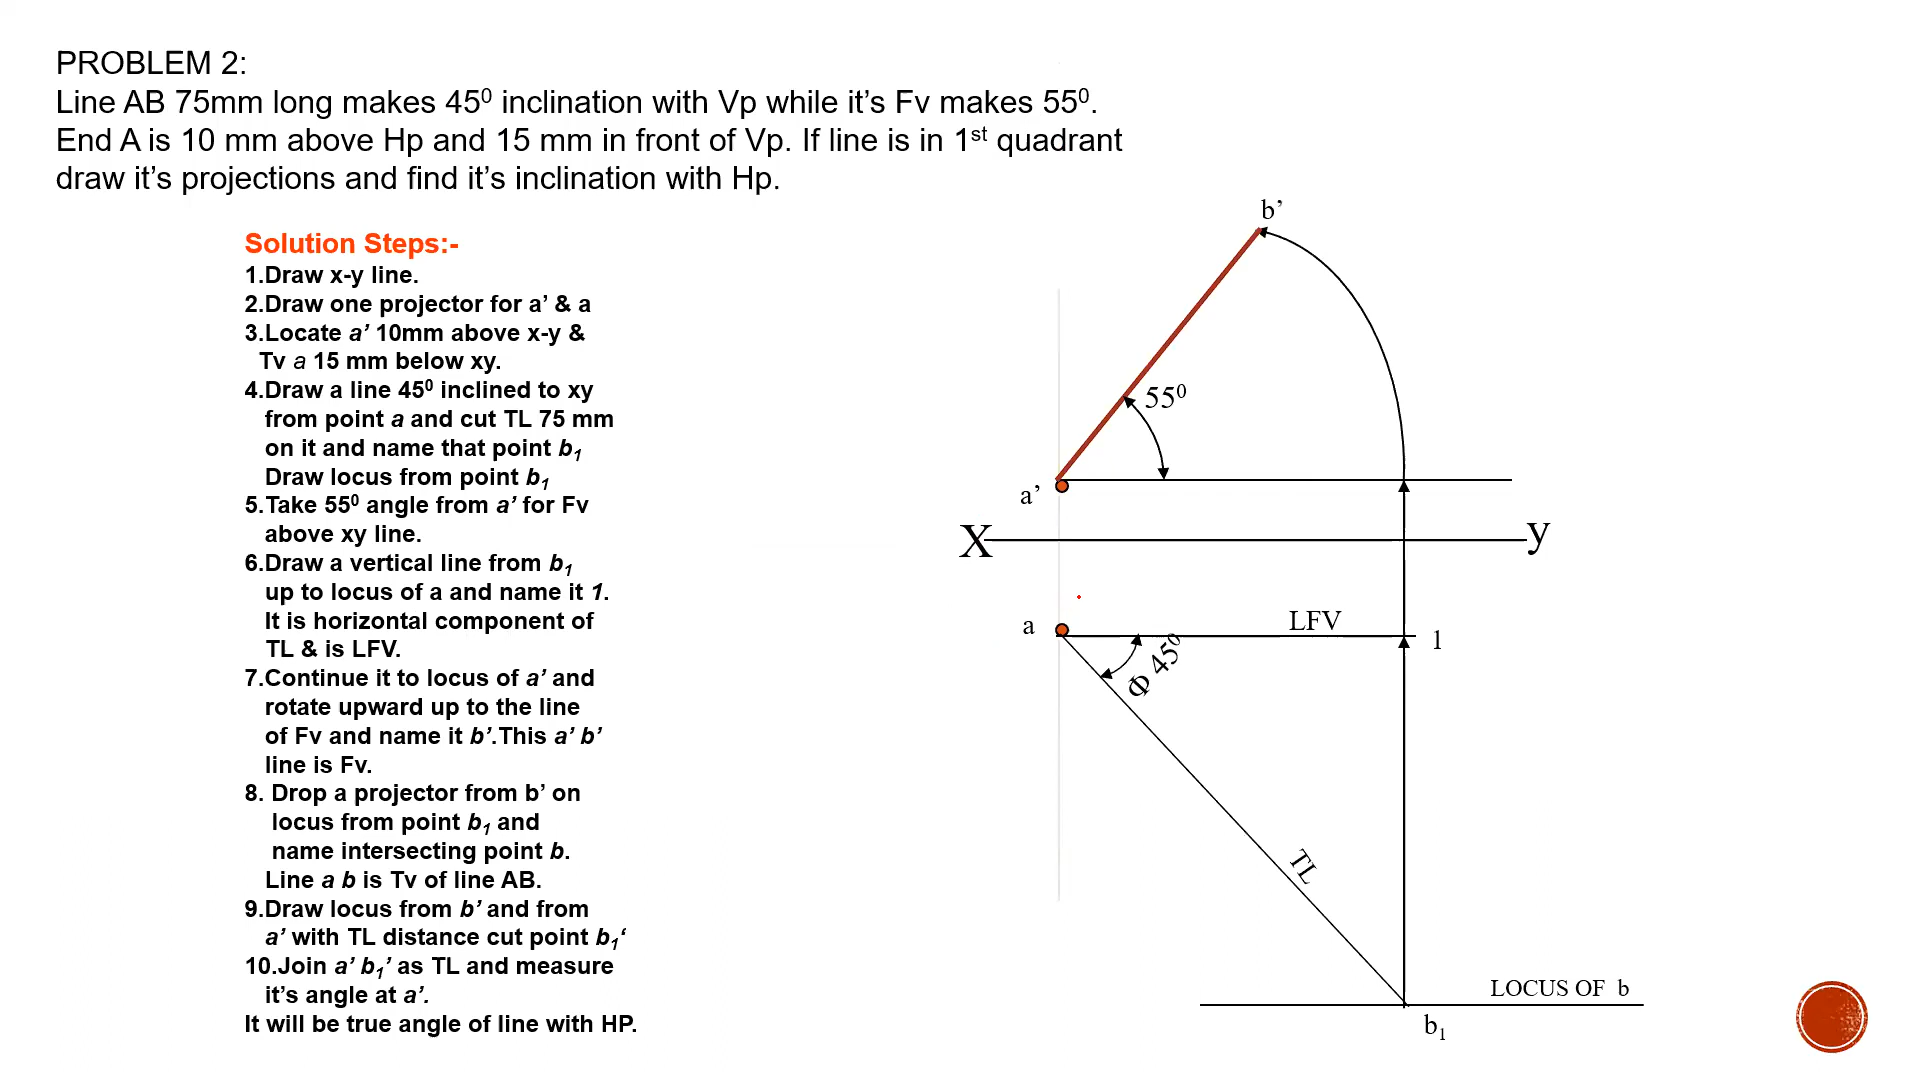 PROBLEM 2:
Line AB 75mm long makes 45⁰ inclination with Vp while it’s Fv makes 55⁰.
End A is 10 mm above Hp and 15 mm in front of Vp. If line is in 1ˢᵗ quadrant
draw it’s projections and find it’s inclination with Hp.
Solution Steps:-
1.Draw x-y line.
2.Draw one projector for a’ & a
3.Locate a’ 10mm above x-y &
Tv a 15 mm below xy.
4.Draw a line 45⁰ inclined to xy
from point a and cut TL 75 mm
on it and name that point b₁
Draw locus from point b₁
5.Take 55⁰ angle from a’ for Fv
above xy line.
6.Draw a vertical line from b₁
up to locus of a and name it 1.
It is horizontal component of
TL & is LFV.
7.Continue it to locus of a’ and
rotate upward up to the line
of Fv and name it b’.This a’ b’
line is Fv.
8. Drop a projector from b’ on
locus from point b₁ and
name intersecting point b.
Line a b is Tv of line AB.
9.Draw locus from b’ and from
a’ with TL distance cut point b₁‘
10.Join a’ b₁’ as TL and measure
it’s angle at a’.
It will be true angle of line with HP.
b’
55⁰
a’
X
y
a
LFV
1
Φ 45⁰
TL
LOCUS OF b
b₁